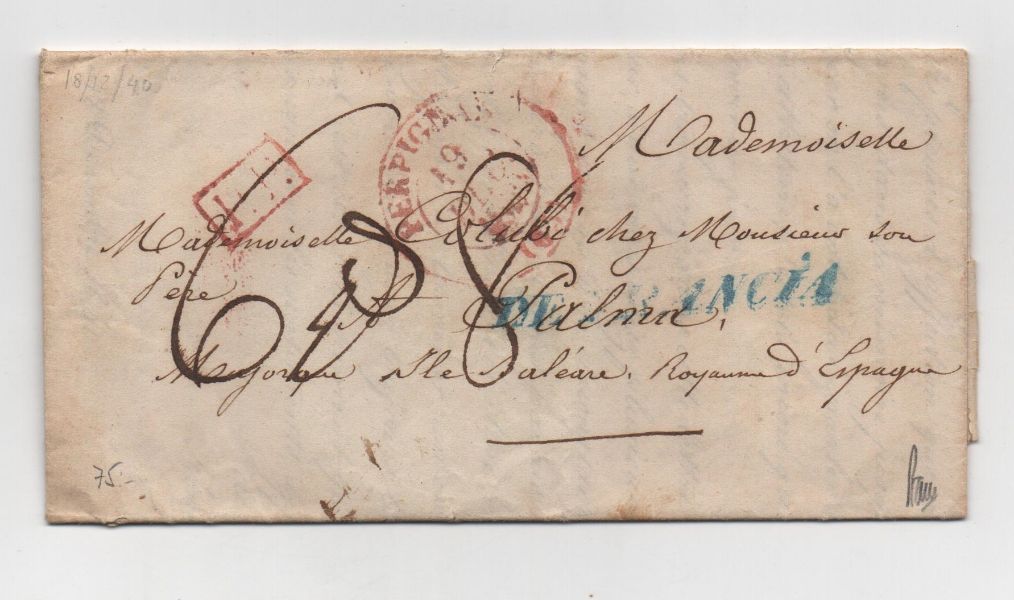 18/12/40
PERPIGNAN
19
Mademoiselle
Mademoiselle chez Monsieur son
Père
DE FRANCIA
A Palma,
Majorque Ile Baléare. Royaume d'Espagne
75.-